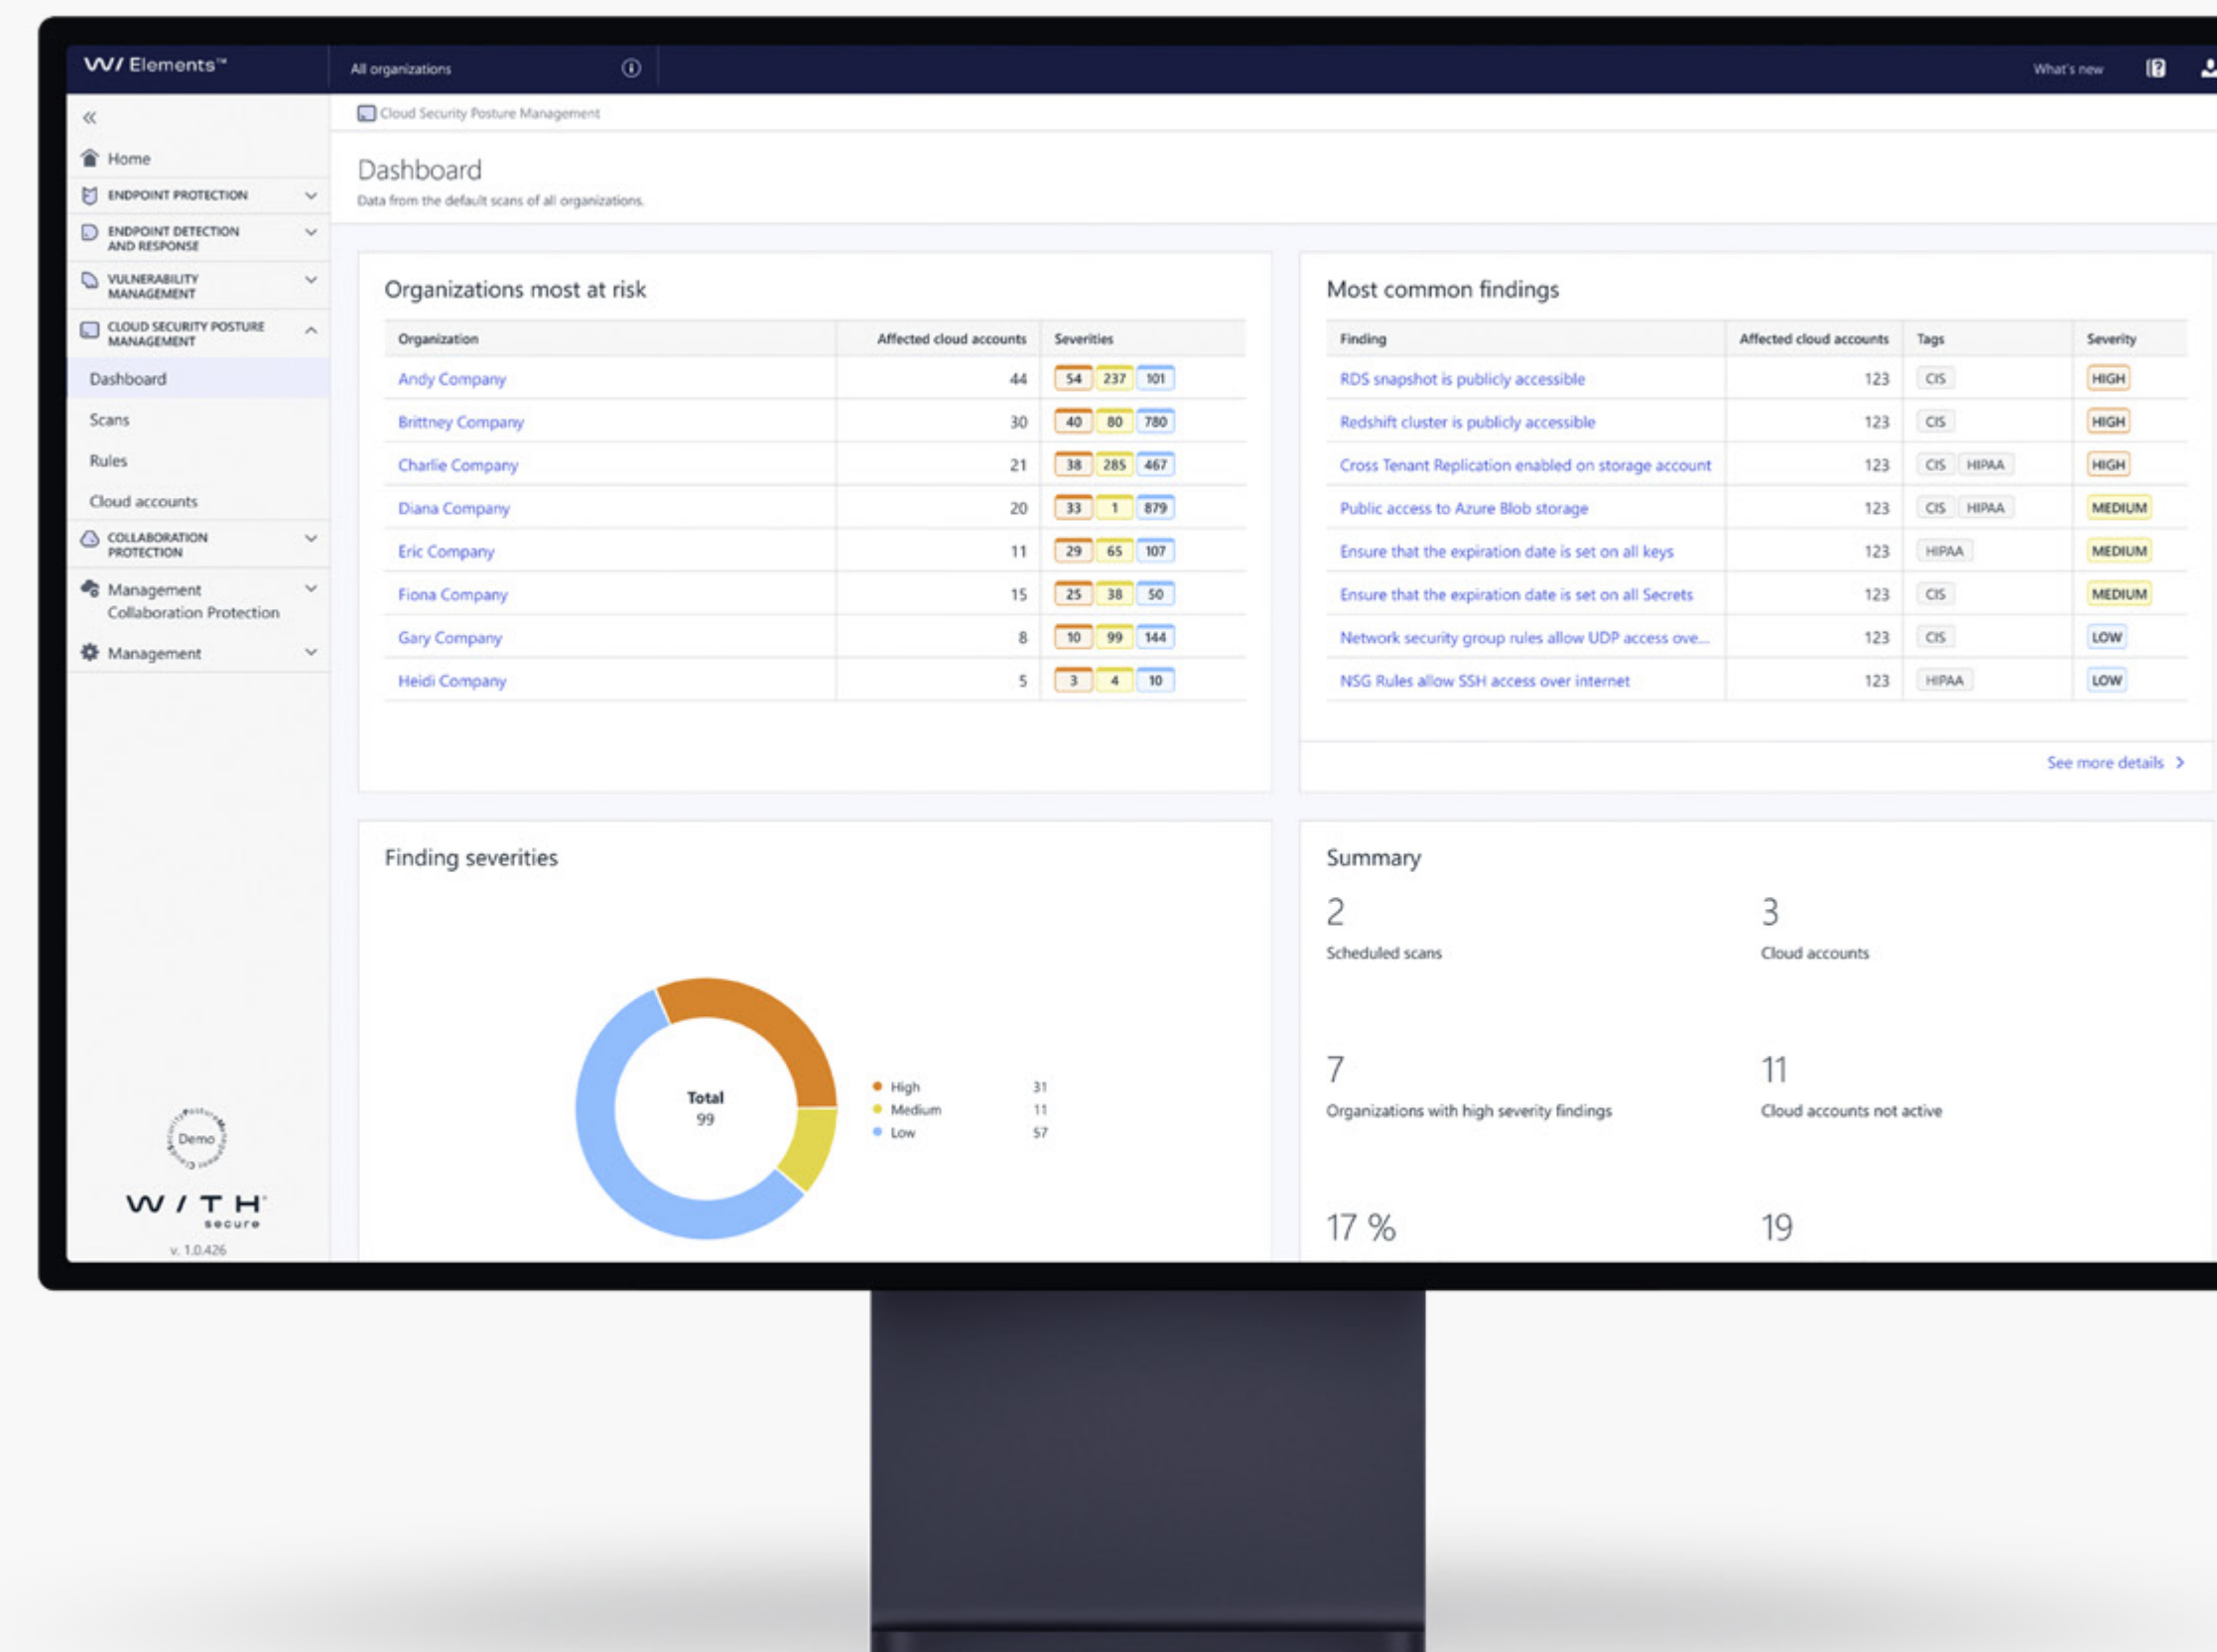 W/ Elements™
All organizations
What's new
Cloud Security Posture Management
Home
ENDPOINT PROTECTION
ENDPOINT DETECTION
AND RESPONSE
VULNERABILITY
MANAGEMENT
CLOUD SECURITY POSTURE
MANAGEMENT
Dashboard
Scans
Rules
Cloud accounts
COLLABORATION
PROTECTION
Management
Collaboration Protection
Management
Demo
W / T H
secure
v. 1.0.426
Dashboard
Data from the default scans of all organizations.
Organizations most at risk
Organization Affected cloud accounts Severities
Andy Company 44 54 237 101
Brittney Company 30 40 80 780
Charlie Company 21 38 285 467
Diana Company 20 33 1 879
Eric Company 11 29 65 107
Fiona Company 15 25 38 50
Gary Company 8 10 99 144
Heidi Company 5 3 4 10
Most common findings
Finding Affected cloud accounts Tags Severity
RDS snapshot is publicly accessible 123 CIS HIGH
Redshift cluster is publicly accessible 123 CIS HIGH
Cross Tenant Replication enabled on storage account 123 CIS HIPAA HIGH
Public access to Azure Blob storage 123 CIS HIPAA MEDIUM
Ensure that the expiration date is set on all keys 123 HIPAA MEDIUM
Ensure that the expiration date is set on all Secrets 123 CIS MEDIUM
Network security group rules allow UDP access ove... 123 CIS LOW
NSG Rules allow SSH access over internet 123 HIPAA LOW
See more details
Finding severities
Total
99
High 31
Medium 11
Low 57
Summary
2 3
Scheduled scans Cloud accounts
7 11
Organizations with high severity findings Cloud accounts not active
17 % 19